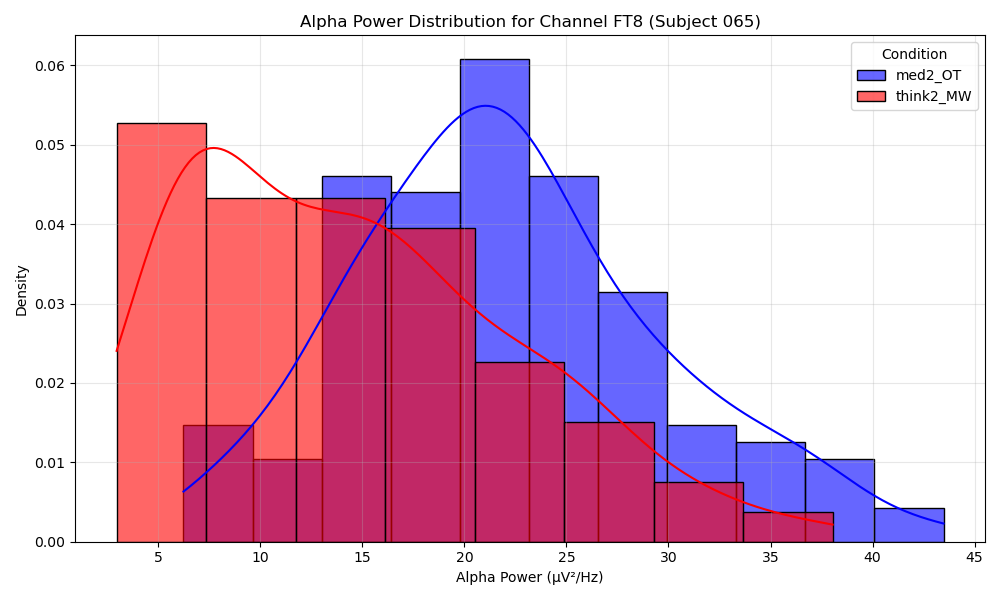 Alpha Power Distribution for Channel FT8 (Subject 065)
Condition
med2_OT
think2_MW
Density
0.06
0.05
0.04
0.03
0.02
0.01
0.00
5 10 15 20 25 30 35 40 45
Alpha Power (μV²/Hz)